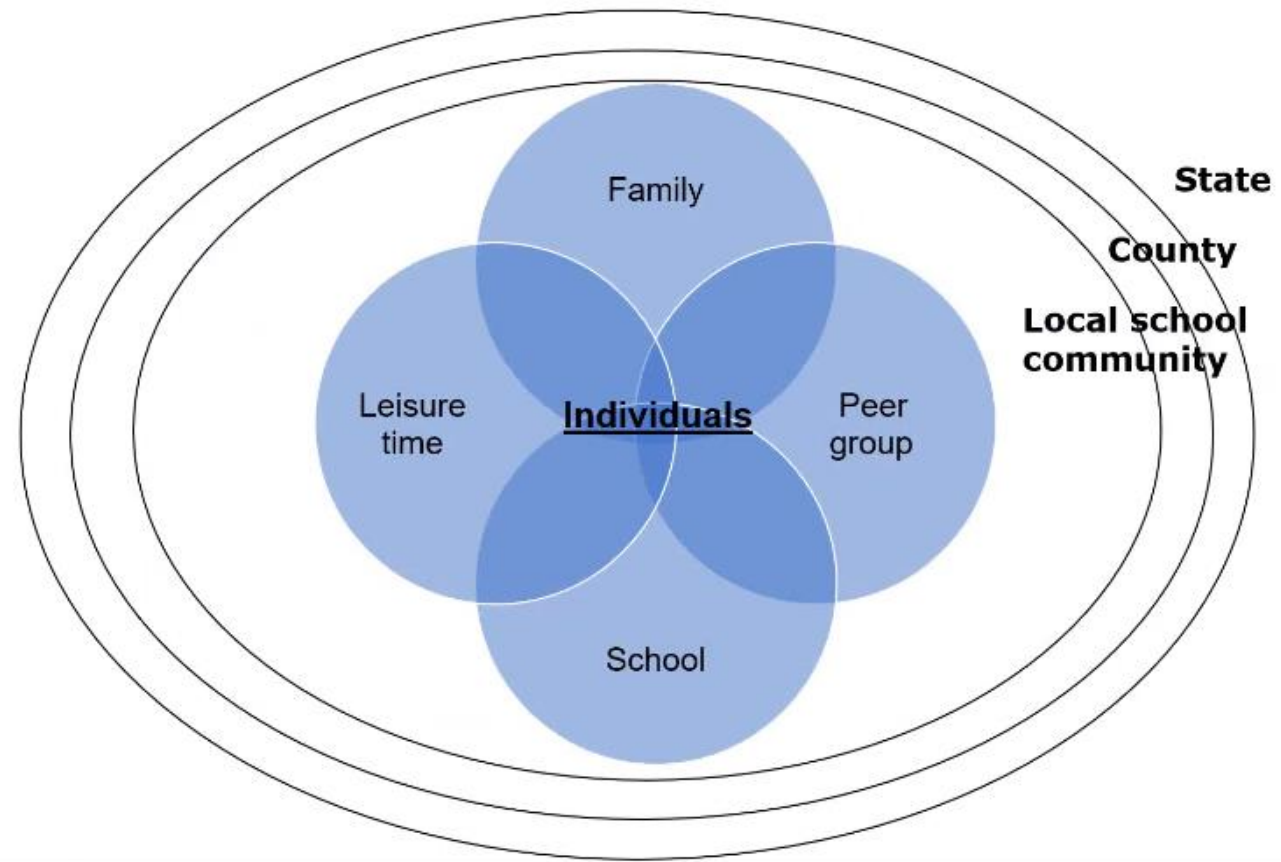 Family
State
County
Local school
community
Leisure
time
Individuals
Peer
group
School